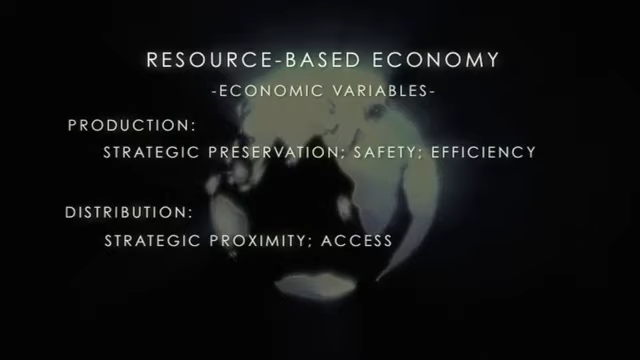 RESOURCE-BASED ECONOMY
-ECONOMIC VARIABLES-
PRODUCTION:
STRATEGIC PRESERVATION; SAFETY; EFFICIENCY
DISTRIBUTION:
STRATEGIC PROXIMITY; ACCESS